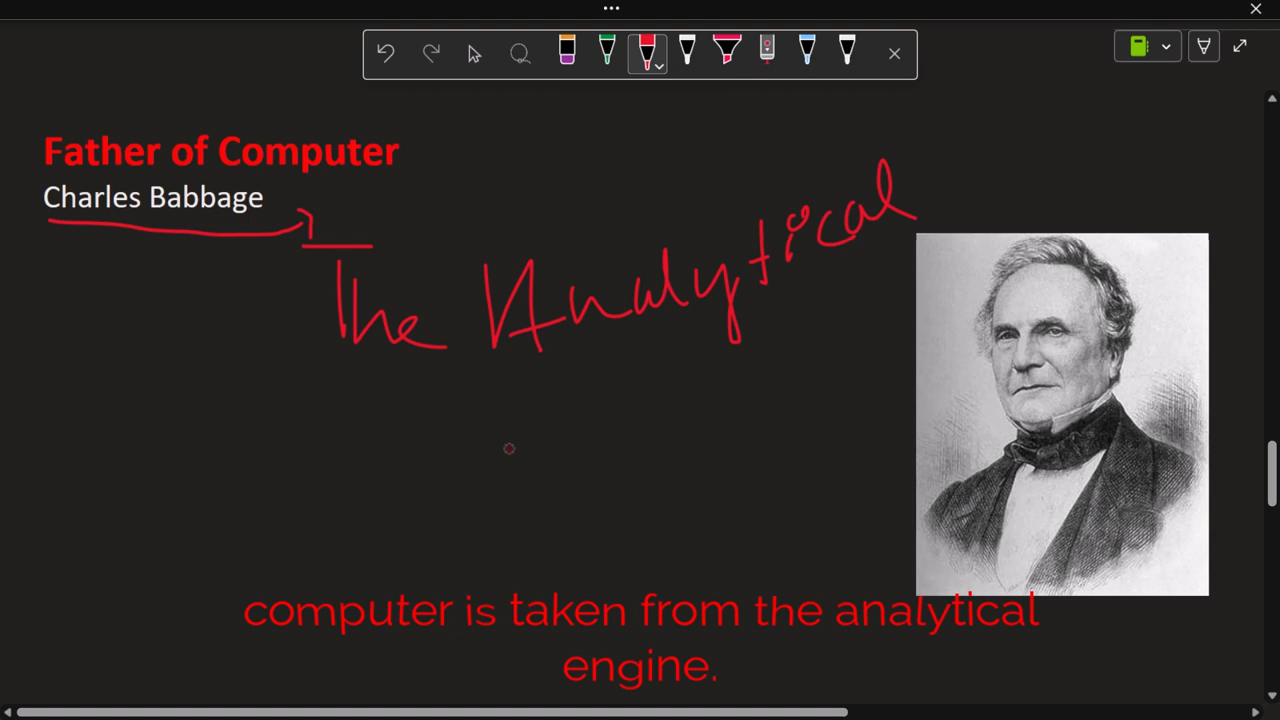 Father of Computer
Charles Babbage
The Analytical
computer is taken from the analytical
engine.